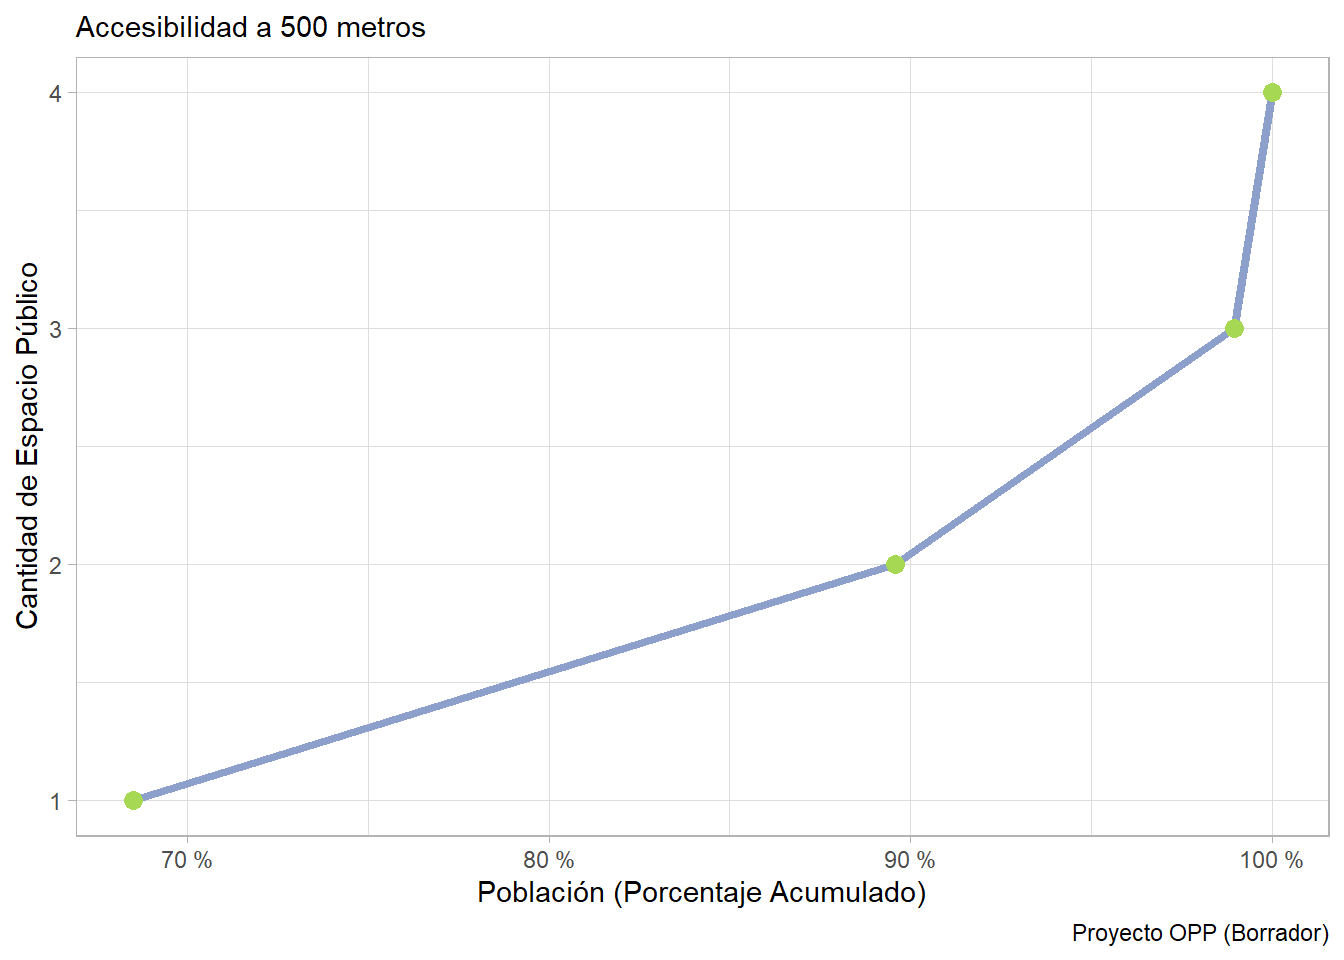 Accesibilidad a 500 metros
Cantidad de Espacio Público
4
3
2
1
70 % 80 % 90 % 100 %
Población (Porcentaje Acumulado)
Proyecto OPP (Borrador)